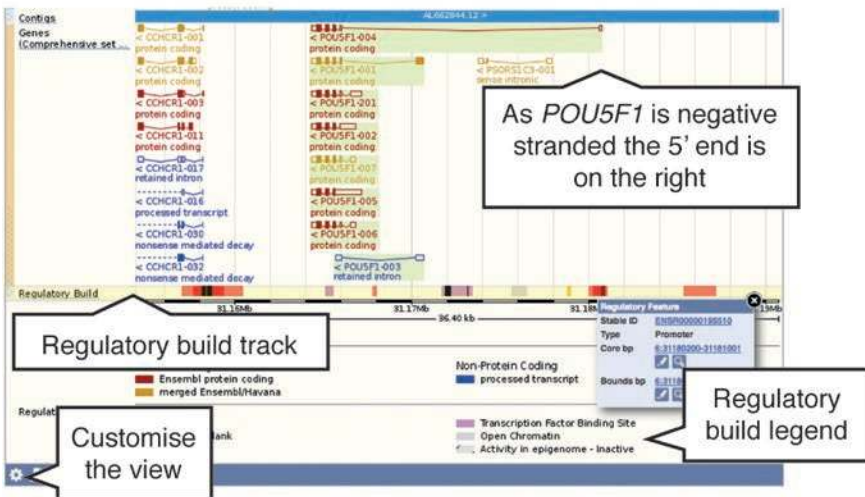 Contigs
AL662844.12 >
Genes
(Comprehensive set ...
< CCHCR1-001
protein coding
< POU5F1-004
protein coding
< CCHCR1-002
protein coding
< POU5F1-001
protein coding
< PSORS1C3-001
sense intronic
< CCHCR1-003
protein coding
< POU5F1-201
protein coding
< CCHCR1-011
protein coding
< POU5F1-002
protein coding
< CCHCR1-017
retained intron
< POU5F1-007
protein coding
< CCHCR1-016
processed transcript
< POU5F1-005
protein coding
< CCHCR1-030
nonsense mediated decay
< POU5F1-006
protein coding
< CCHCR1-032
nonsense mediated decay
< POU5F1-003
retained intron
As POU5F1 is negative
stranded the 5' end is
on the right
Regulatory Build
31.16Mb
31.17Mb
31.18
19Mb
36.40 kb
Regulatory build track
Regulatory Feature
Stable ID
Type Promoter
Core bp 6:31180200-31181001
Bounds bp
Ensembl protein coding
merged Ensembl/Havana
Non-Protein Coding
processed transcript
Transcription Factor Binding Site
Open Chromatin
Activity in epigenome - Inactive
Customise
the view
Regulatory
build legend